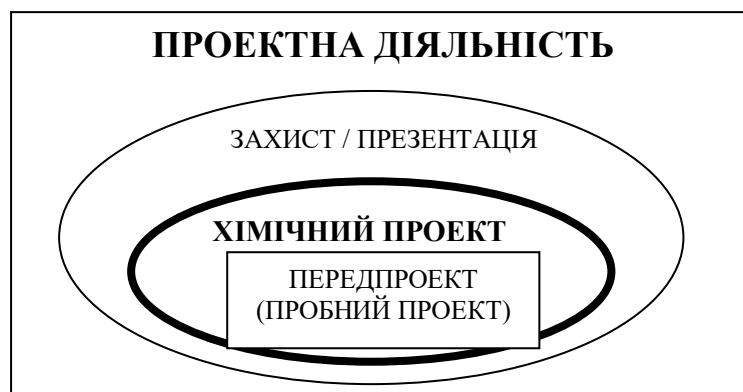 ПРОЕКТНА ДІЯЛЬНІСТЬ
ЗАХИСТ / ПРЕЗЕНТАЦІЯ
ХІМІЧНИЙ ПРОЕКТ
ПЕРЕДПРОЕКТ
(ПРОБНИЙ ПРОЕКТ)